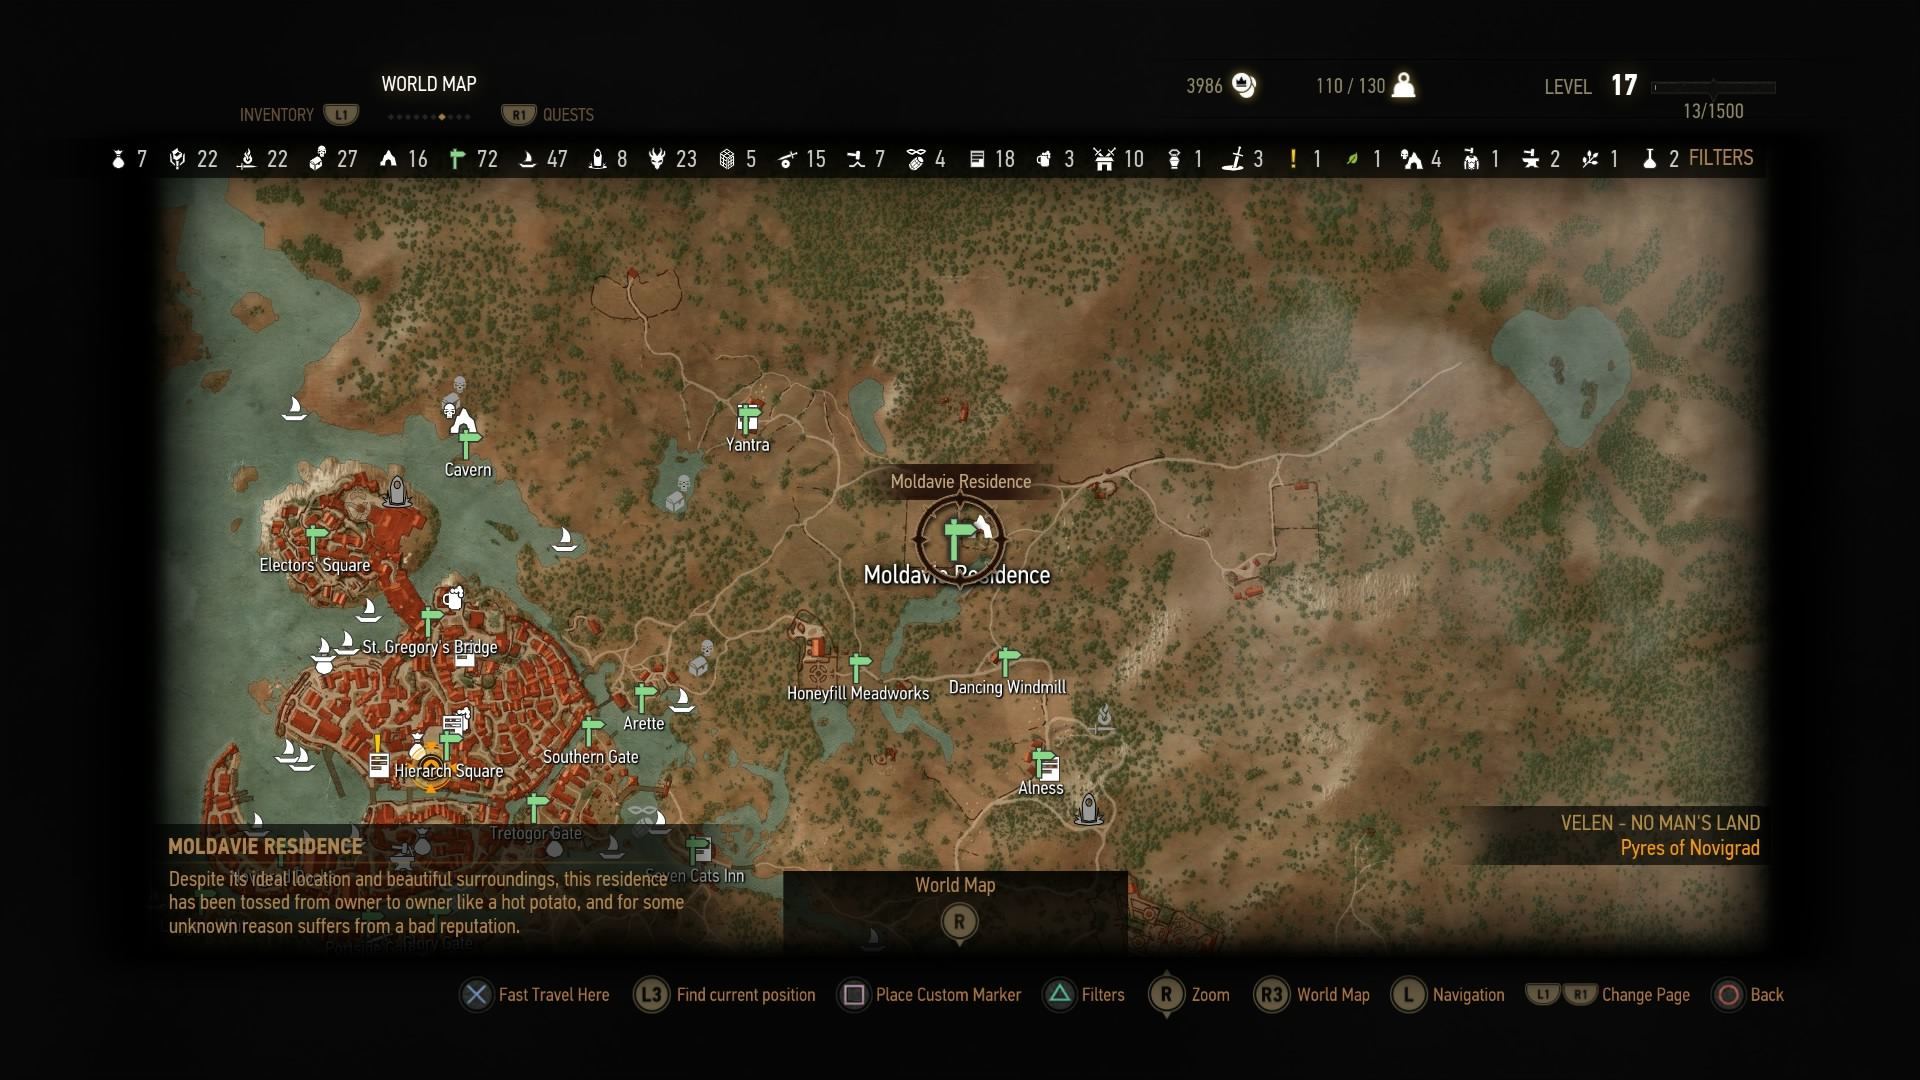 WORLD MAP
INVENTORY L1 R1 QUESTS
3986 110 / 130 LEVEL 17 13/1500
7 22 22 27 16 72 47 8 23 5 15 7 4 18 3 10 1 3 1 1 4 1 2 1 2 FILTERS
Yantra
Cavern
Moldavie Residence
Electors' Square
Moldavie Residence
St. Gregory's Bridge
Honeyfill Meadworks
Dancing Windmill
Arette
Southern Gate
Hierarch Square
Alness
Tretogor Gate
Seven Cats Inn
VELEN - NO MAN'S LAND
Pyres of Novigrad
MOLDAVIE RESIDENCE
Despite its ideal location and beautiful surroundings, this residence
has been tossed from owner to owner like a hot potato, and for some
unknown reason suffers from a bad reputation.
Glory Gate
World Map
R
Fast Travel Here L3 Find current position Place Custom Marker Filters R Zoom R3 World Map L Navigation L1 R1 Change Page Back